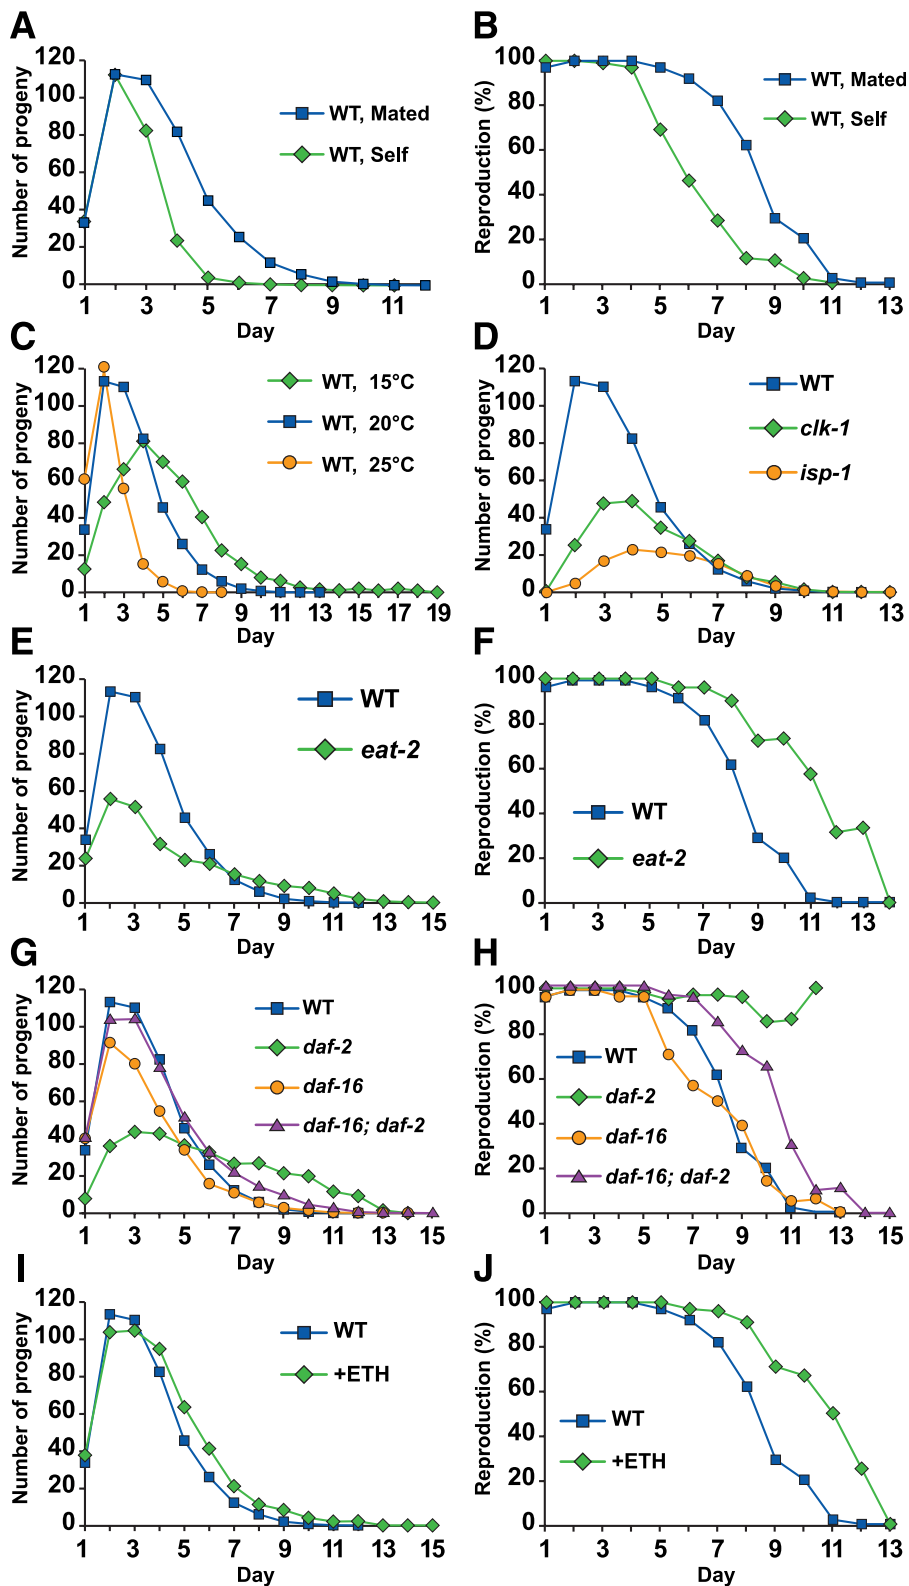 A
Number of progeny
120
100
80
60
40
20
0
1 3 5 7 9 11
Day
WT, Mated
WT, Self
B
Reproduction (%)
100
80
60
40
20
0
1 3 5 7 9 11 13
Day
WT, Mated
WT, Self
C
Number of progeny
120
100
80
60
40
20
0
1 3 5 7 9 11 13 15 17 19
Day
WT, 15°C
WT, 20°C
WT, 25°C
D
Number of progeny
120
100
80
60
40
20
0
1 3 5 7 9 11 13
Day
WT
clk-1
isp-1
E
Number of progeny
120
100
80
60
40
20
0
1 3 5 7 9 11 13 15
Day
WT
eat-2
F
Reproduction (%)
100
80
60
40
20
0
1 3 5 7 9 11 13
Day
WT
eat-2
G
Number of progeny
120
100
80
60
40
20
0
1 3 5 7 9 11 13 15
Day
WT
daf-2
daf-16
daf-16; daf-2
H
Reproduction (%)
100
80
60
40
20
0
1 3 5 7 9 11 13 15
Day
WT
daf-2
daf-16
daf-16; daf-2
I
Number of progeny
120
100
80
60
40
20
0
1 3 5 7 9 11 13 15
Day
WT
+ETH
J
Reproduction (%)
100
80
60
40
20
0
1 3 5 7 9 11 13
Day
WT
+ETH